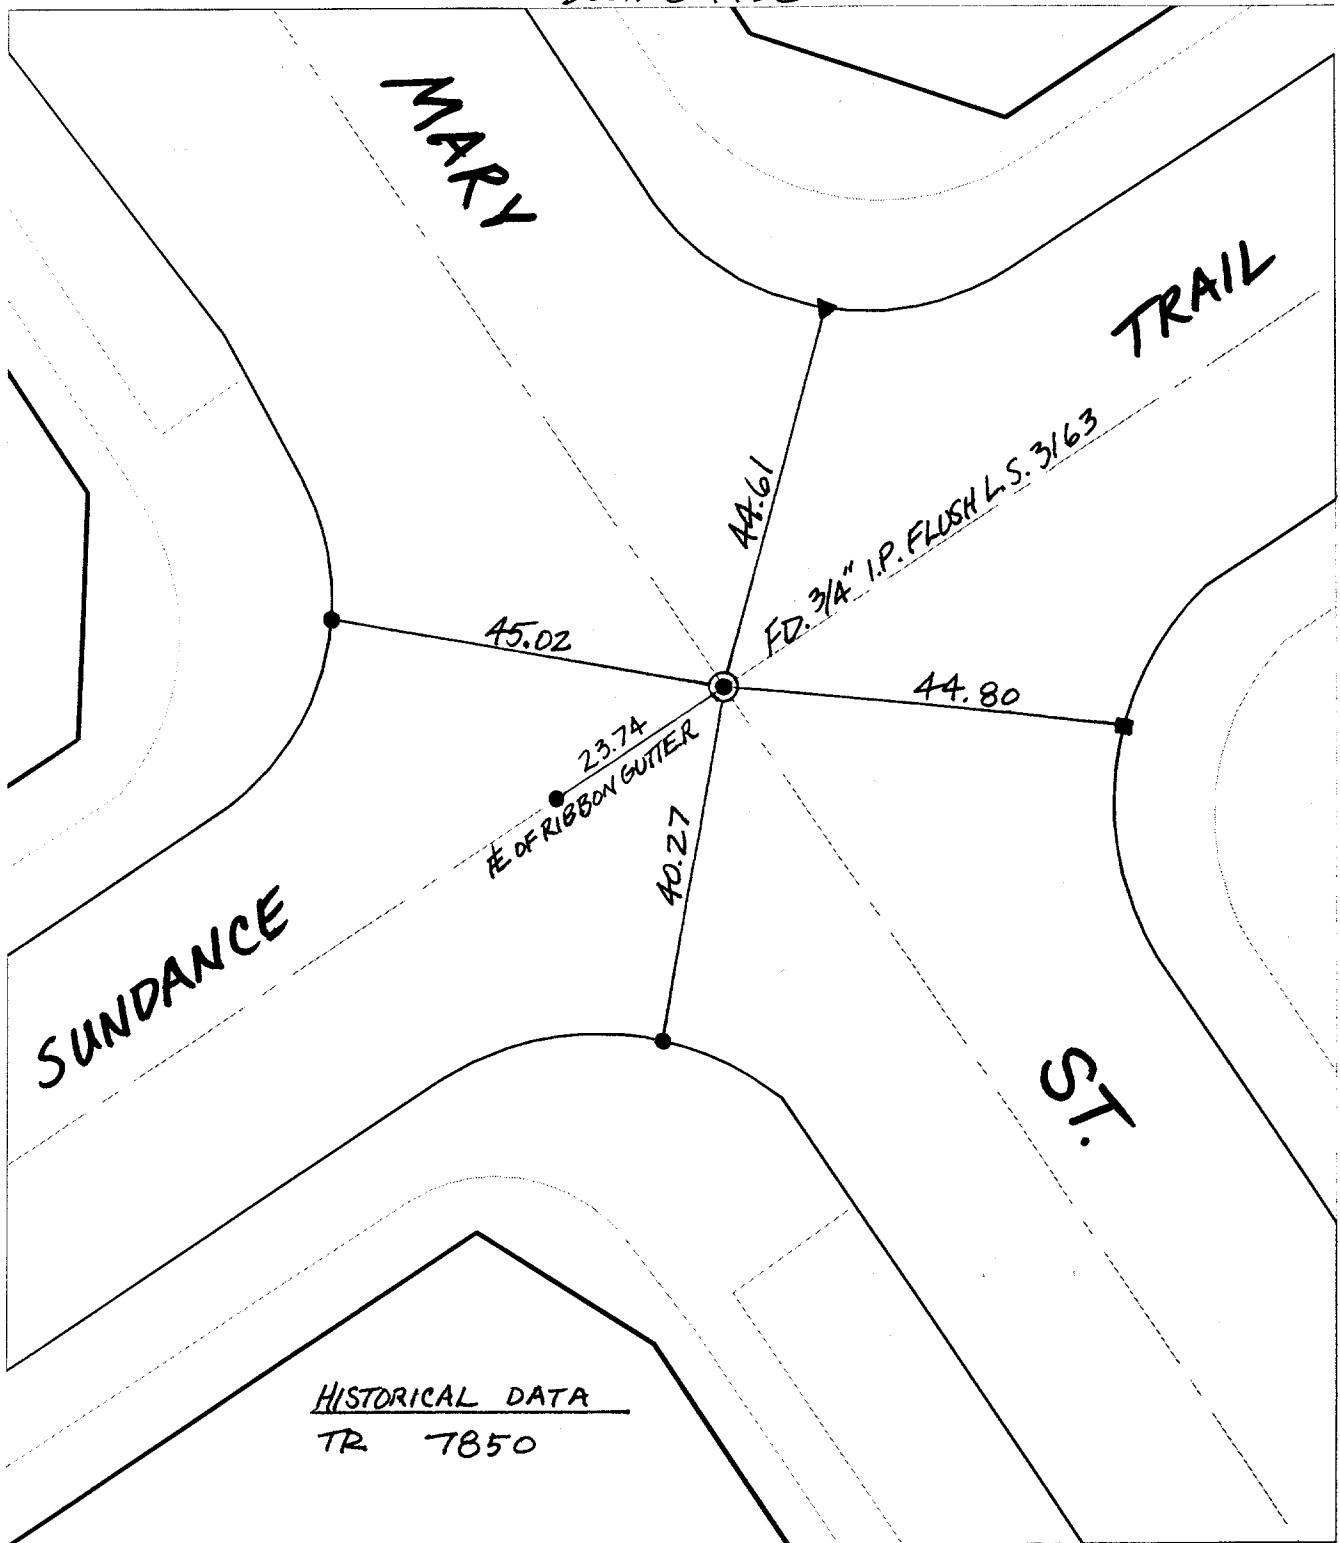 MARY
TRAIL
44.61
FD. 3/4" I.P. FLUSH L.S. 3163
45.02
44.80
23.74
℄ OF RIBBON GUTTER
40.27
SUNDANCE
ST.
HISTORICAL DATA
TR 7850